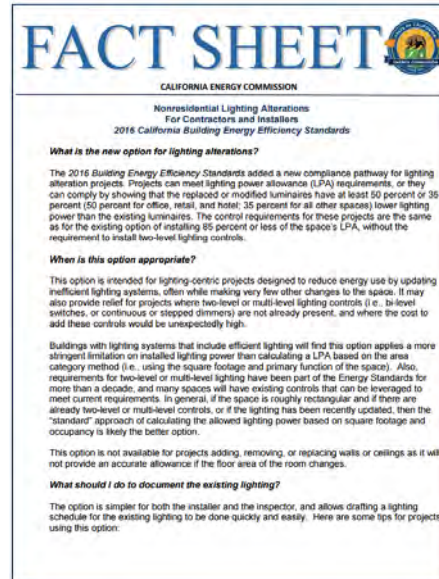 FACT SHEET
CALIFORNIA ENERGY COMMISSION
Nonresidential Lighting Alterations
For Contractors and Installers
2016 California Building Energy Efficiency Standards
What is the new option for lighting alterations?
The 2016 Building Energy Efficiency Standards added a new compliance pathway for lighting
alteration projects. Projects can meet lighting power allowance (LPA) requirements, or they
can comply by showing that the replaced or modified luminaires have at least 50 percent or 35
percent (50 percent for office, retail, and hotel; 35 percent for all other spaces) lower lighting
power than the existing luminaires. The control requirements for these projects are the same
as for the existing option of installing 85 percent or less of the space's LPA, without the
requirement to install two-level lighting controls.
When is this option appropriate?
This option is intended for lighting-centric projects designed to reduce energy use by updating
inefficient lighting systems, often while making very few other changes to the space. It may
also provide relief for projects where two-level or multi-level lighting controls (i.e., bi-level
switches, or continuous or stepped dimmers) are not already present, and where the cost to
add these controls would be unexpectedly high.
Buildings with lighting systems that include efficient lighting will find this option applies a more
stringent limitation on installed lighting power than calculating a LPA based on the area
category method (i.e., using the square footage and primary function of the space). Also,
requirements for two-level or multi-level lighting have been part of the Energy Standards for
more than a decade, and many spaces will have existing controls that can be leveraged to
meet current requirements. In general, if the space is roughly rectangular and if there are
already two-level or multi-level controls, or if the lighting has been recently updated, then the
"standard" approach of calculating the allowed lighting power based on square footage and
occupancy is likely the better option.
This option is not available for projects adding, removing, or replacing walls or ceilings as it will
not provide an accurate allowance if the floor area of the room changes.
What should I do to document the existing lighting?
The option is simpler for both the installer and the inspector, and allows drafting a lighting
schedule for the existing lighting to be done quickly and easily. Here are some tips for projects
using this option: